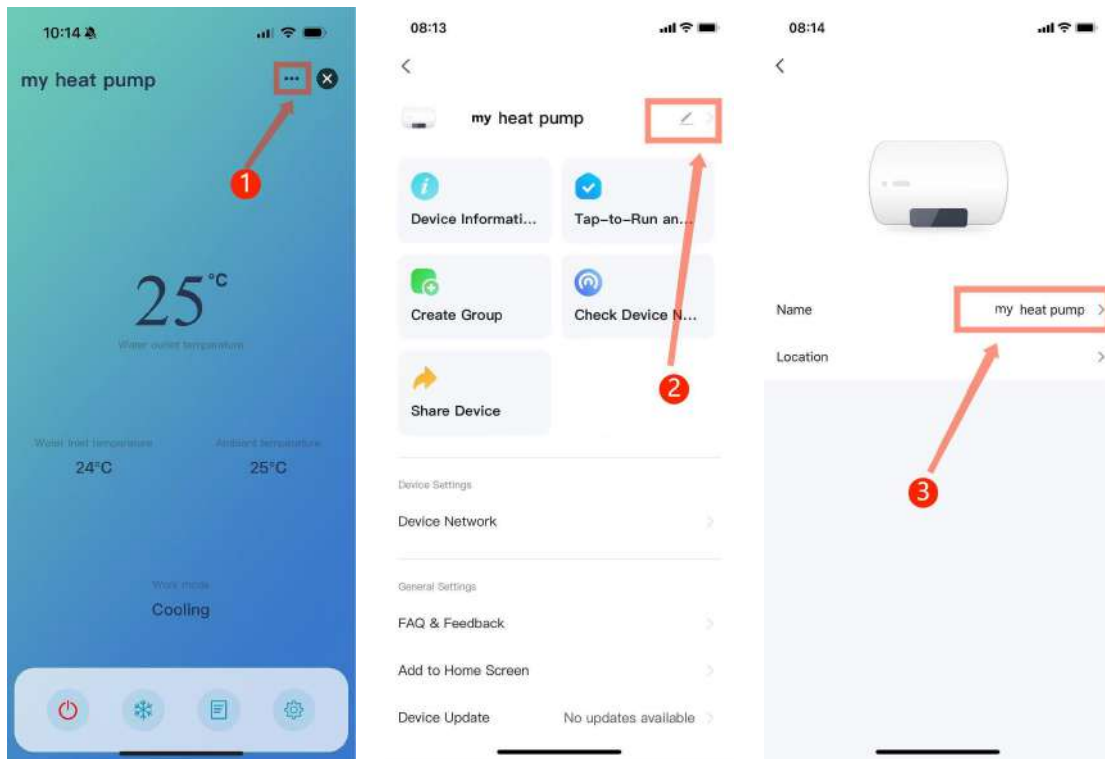 10:14
my heat pump
1
25°C
Water outlet temperature
Water inlet temperature
Ambient temperature
24°C
25°C
Work mode
Cooling
08:13
my heat pump
Device Informati...
Tap-to-Run an...
Create Group
Check Device N...
Share Device
2
Device Settings
Device Network
General Settings
FAQ & Feedback
Add to Home Screen
Device Update
No updates available
08:14
Name
my heat pump
Location
3